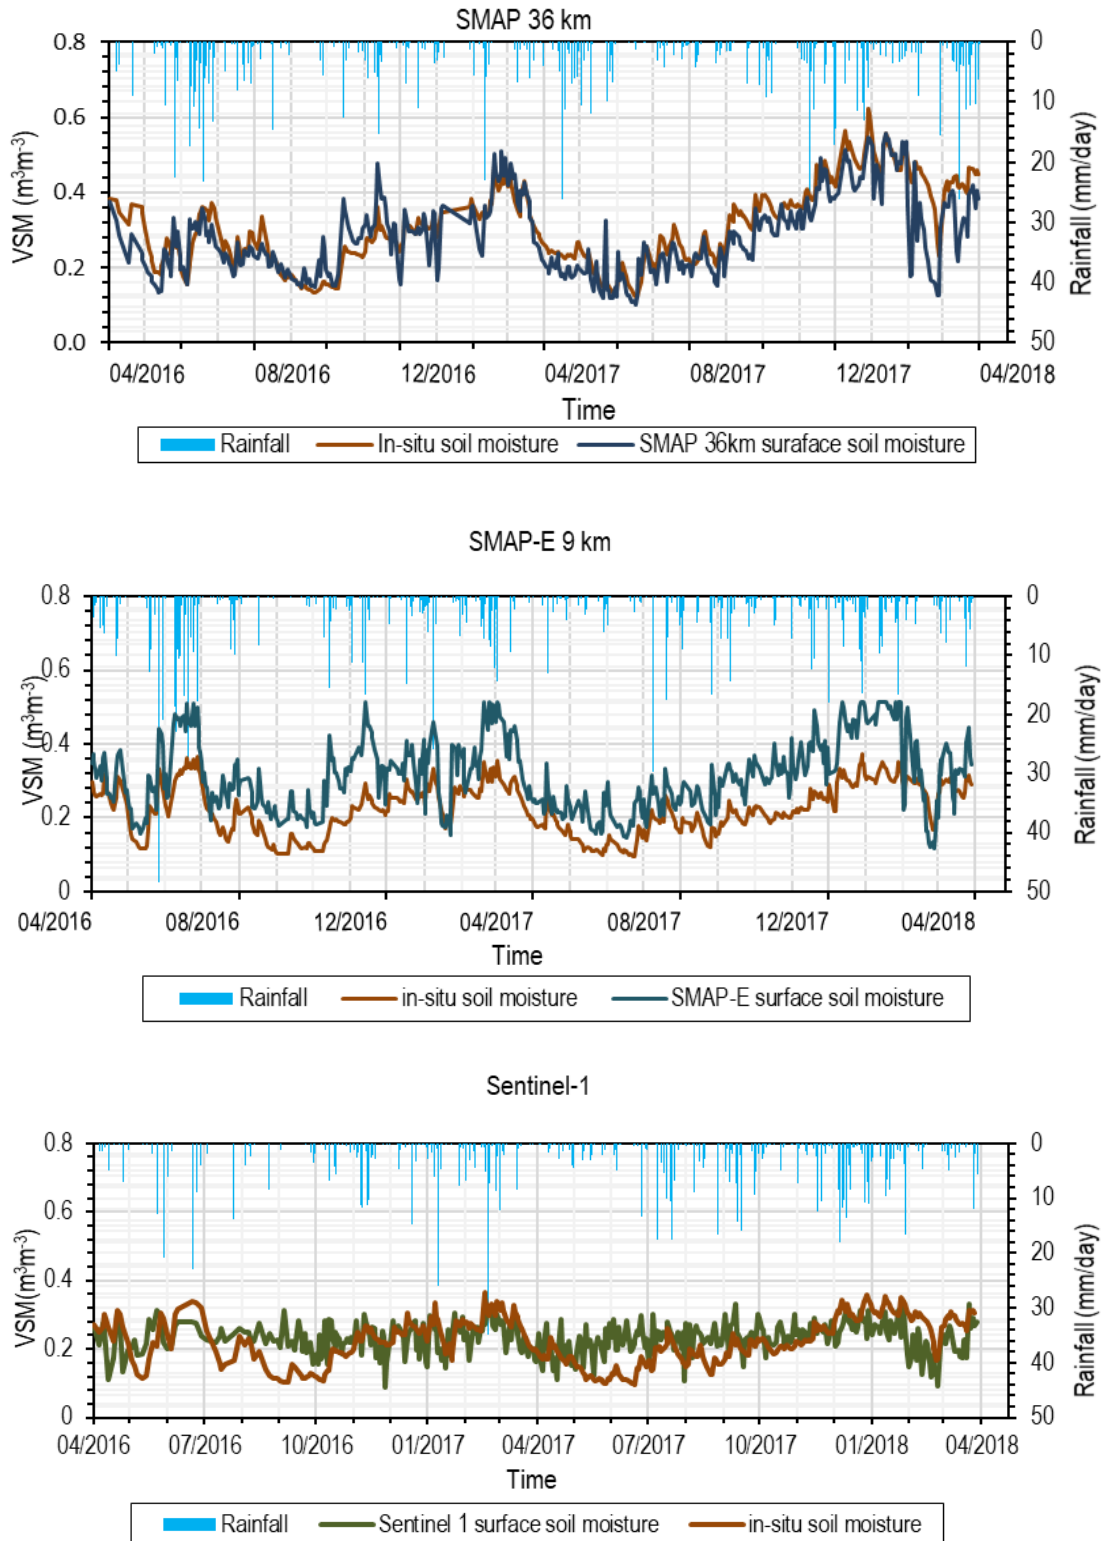 SMAP 36 km
0.8
0.6
0.4
0.2
0.0
VSM (m³m⁻³)
0
10
20
30
40
50
Rainfall (mm/day)
04/2016 08/2016 12/2016 04/2017 08/2017 12/2017 04/2018
Time
Rainfall In-situ soil moisture SMAP 36km suraface soil moisture
SMAP-E 9 km
0.8
0.6
0.4
0.2
0
VSM (m³m⁻³)
0
10
20
30
40
50
Rainfall (mm/day)
04/2016 08/2016 12/2016 04/2017 08/2017 12/2017 04/2018
Time
Rainfall in-situ soil moisture SMAP-E surface soil moisture
Sentinel-1
0.8
0.6
0.4
0.2
0
VSM(m³m⁻³)
0
10
20
30
40
50
Rainfall (mm/day)
04/2016 07/2016 10/2016 01/2017 04/2017 07/2017 10/2017 01/2018 04/2018
Time
Rainfall Sentinel 1 surface soil moisture in-situ soil moisture